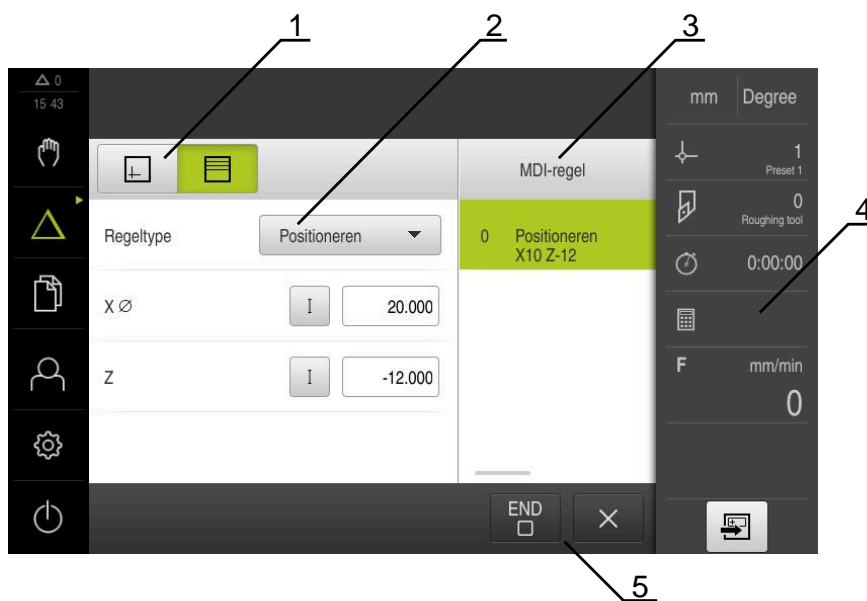 1 2 3
0
15 43
mm Degree
1
Preset 1
MDI-regel
0
Roughing tool
4
Regeltype Positioneren
0 Positioneren
X10 Z-12
0:00:00
X Ø I 20.000
Z I -12.000
F mm/min
0
END
5